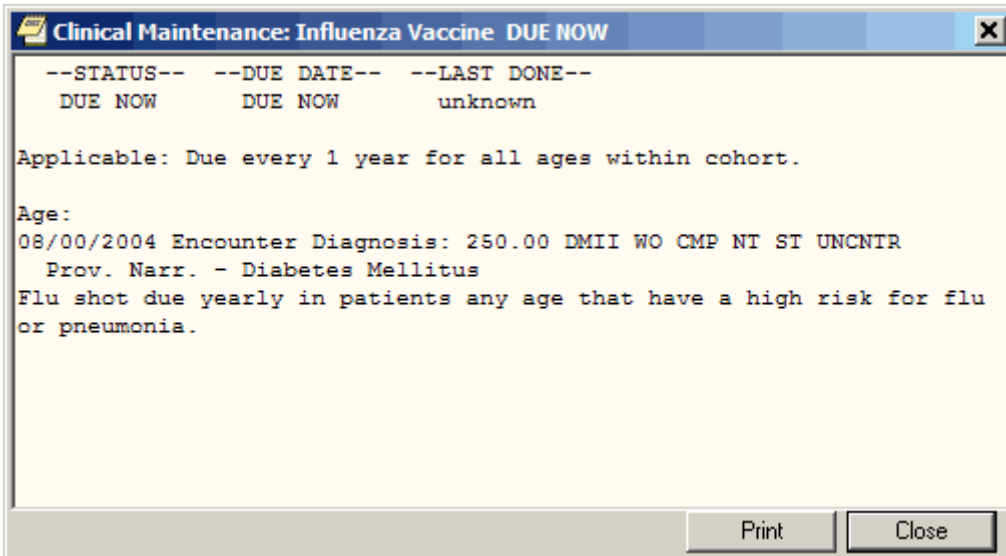 Clinical Maintenance: Influenza Vaccine  DUE NOW
--STATUS--  --DUE DATE--  --LAST DONE--
DUE NOW      DUE NOW       unknown
Applicable: Due every 1 year for all ages within cohort.
Age:
08/00/2004 Encounter Diagnosis: 250.00 DMII WO CMP NT ST UNCNTR
Prov. Narr. - Diabetes Mellitus
Flu shot due yearly in patients any age that have a high risk for flu
or pneumonia.
Print Close